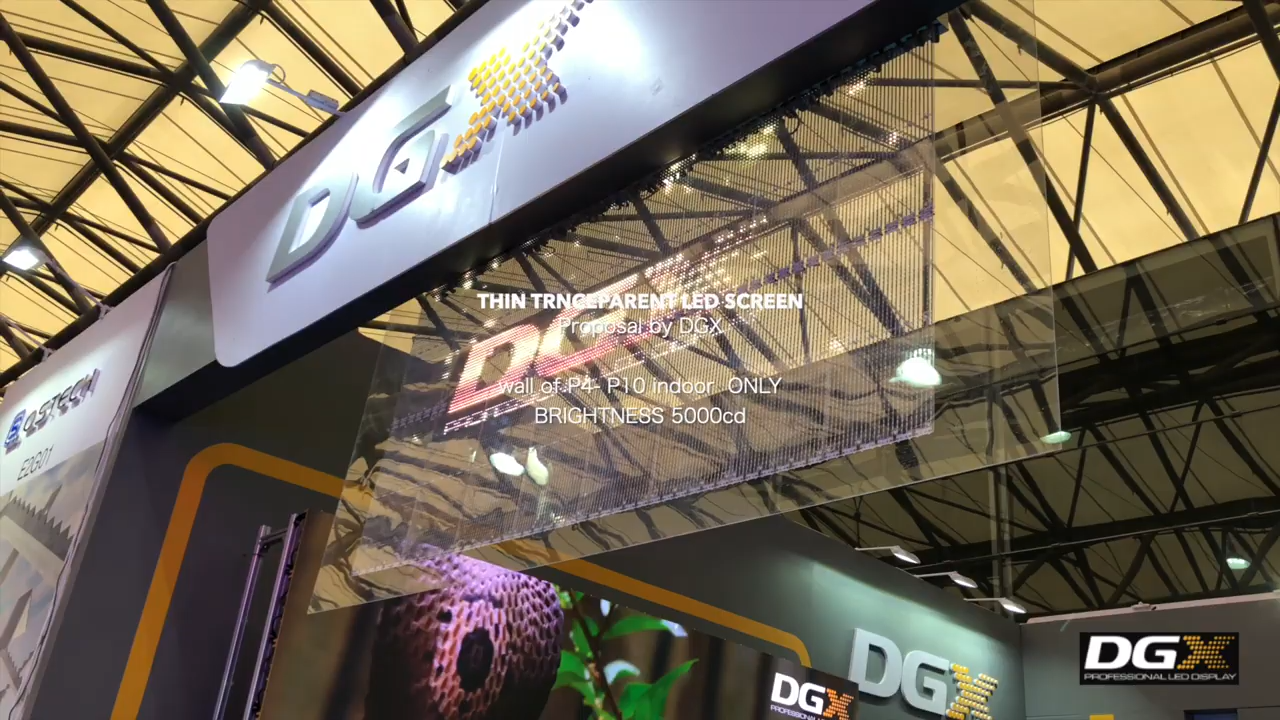 DGX
THIN TRNCEPARENT LED SCREEN
Proposal by DGX
DGX
wall of P4- P10 indoor  ONLY
BRIGHTNESS 5000cd
QSTECH
E2G01
DGX
DGX
PROFESSIONAL LED DISPLAY
DGX